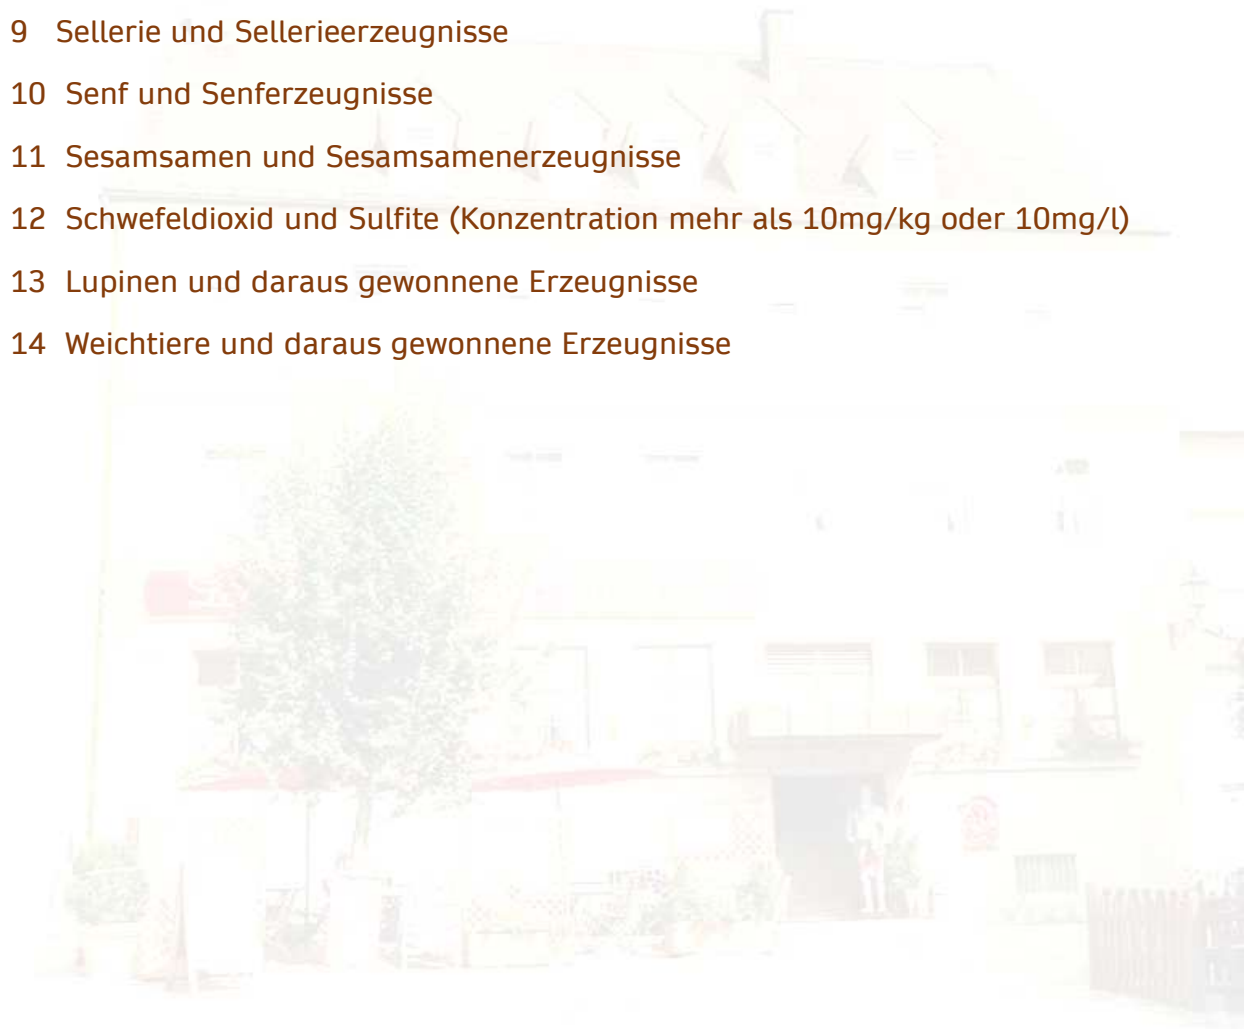 9 Sellerie und Sellerieerzeugnisse
10 Senf und Senferzeugnisse
11 Sesamsamen und Sesamsamenerzeugnisse
12 Schwefeldioxid und Sulfite (Konzentration mehr als 10mg/kg oder 10mg/l)
13 Lupinen und daraus gewonnene Erzeugnisse
14 Weichtiere und daraus gewonnene Erzeugnisse